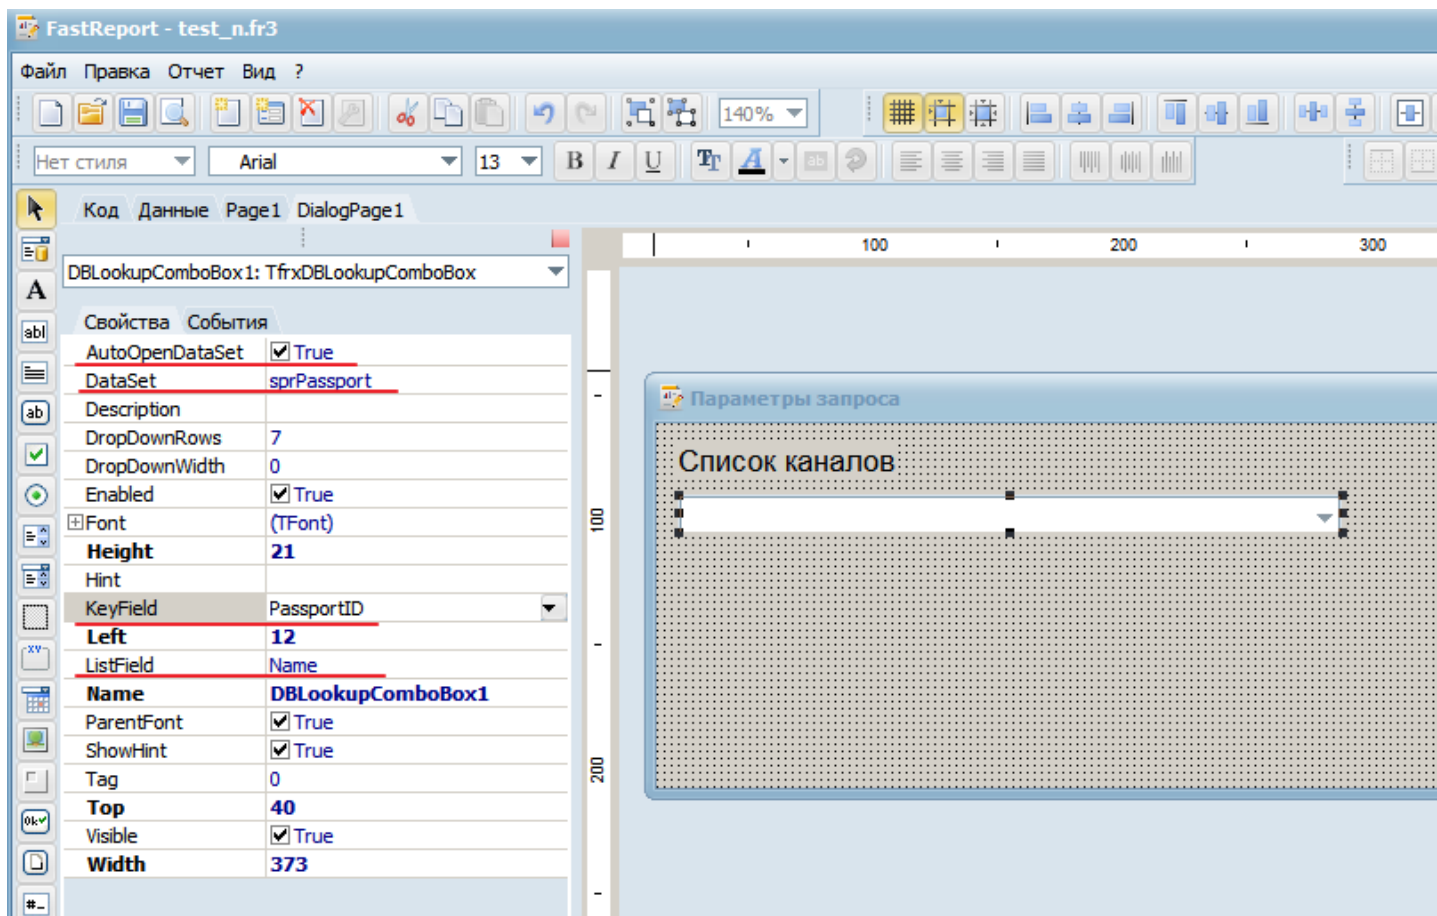 FastReport - test_n.fr3
Файл Правка Отчет Вид ?
140%
Нет стиля Arial 13 B I U
Код Данные Page1 DialogPage1
100 200 300
DBLookupComboBox1: TfrxDBLookupComboBox
Свойства События
AutoOpenDataSet True
DataSet sprPassport
Description
DropDownRows 7
DropDownWidth 0
Enabled True
Font (TFont)
Height 21
Hint
KeyField PassportID
Left 12
ListField Name
Name DBLookupComboBox1
ParentFont True
ShowHint True
Tag 0
Top 40
Visible True
Width 373
100
200
Параметры запроса
Список каналов